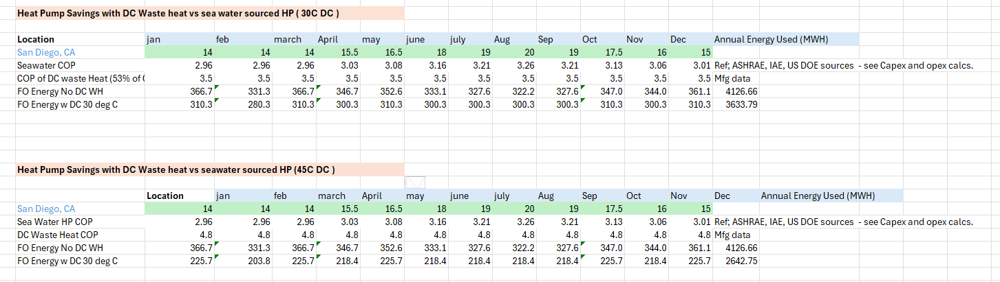 Heat Pump Savings with DC Waste heat vs sea water sourced HP ( 30C DC )
Location jan feb march April may june july Aug Sep Oct Nov Dec Annual Energy Used (MWH)
San Diego, CA 14 14 14 15.5 16.5 18 19 20 19 17.5 16 15
Seawater COP 2.96 2.96 2.96 3.03 3.08 3.16 3.21 3.26 3.21 3.13 3.06 3.01 Ref; ASHRAE, IAE, US DOE sources - see Capex and opex calcs.
COP of DC waste Heat (53% of 3.5 3.5 3.5 3.5 3.5 3.5 3.5 3.5 3.5 3.5 3.5 3.5 Mfg data
FO Energy No DC WH 366.7 331.3 366.7 346.7 352.6 333.1 327.6 322.2 327.6 347.0 344.0 361.1 4126.66
FO Energy w DC 30 deg C 310.3 280.3 310.3 300.3 310.3 300.3 300.3 300.3 300.3 310.3 300.3 310.3 3633.79
Heat Pump Savings with DC Waste heat vs seawater sourced HP (45C DC )
Location jan feb march April may june july Aug Sep Oct Nov Dec Annual Energy Used (MWH)
San Diego, CA 14 14 14 15.5 16.5 18 19 20 19 17.5 16 15
Sea Water HP COP 2.96 2.96 2.96 3.03 3.08 3.16 3.21 3.26 3.21 3.13 3.06 3.01 Ref; ASHRAE, IAE, US DOE sources - see Capex and opex calcs.
DC Waste Heat COP 4.8 4.8 4.8 4.8 4.8 4.8 4.8 4.8 4.8 4.8 4.8 4.8 Mfg data
FO Energy No DC WH 366.7 331.3 366.7 346.7 352.6 333.1 327.6 322.2 327.6 347.0 344.0 361.1 4126.66
FO Energy w DC 30 deg C 225.7 203.8 225.7 218.4 225.7 218.4 218.4 218.4 218.4 225.7 218.4 225.7 2642.75